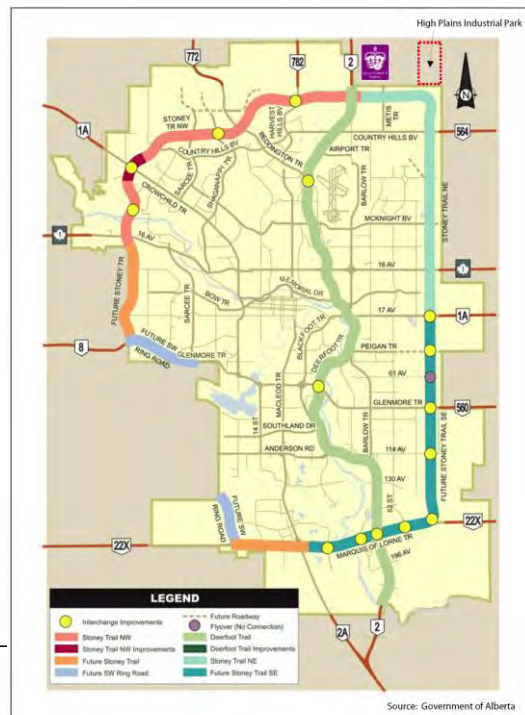 High Plains Industrial Park
772
782
2
N
1A
STONEY
TR NW
HARVEST
HILLS BV
METIS
TR
COUNTRY HILLS BV
564
COUNTRY HILLS BV
BEDDINGTON TR
AIRPORT TR
SARCEE TR
SHAGANAPPI TR
BARLOW TR
CROWCHILD TR
STONEY TRAIL NE
MCKNIGHT BV
1
16 AV
16 AV
1
FUTURE STONEY TR
SARCEE TR
BOW TR
MEMORIAL DR
17 AV
1A
BLACKFOOT TR
DEERFOOT TR
PEIGAN TR
8
FUTURE SW
RING ROAD
GLENMORE TR
61 AV
MACLEOD TR
GLENMORE TR
560
14 ST
SOUTHLAND DR
BARLOW TR
ANDERSON RD
114 AV
FUTURE STONEY TRAIL SE
130 AV
52 ST
FUTURE SW
RING ROAD
22X
22X
MARQUIS OF LORNE TR
196 AV
2A
2
LEGEND
Interchange Improvements
Future Roadway
Flyover (No Connection)
Stoney Trail NW
Deerfoot Trail
Stoney Trail NW Improvements
Deerfoot Trail Improvements
Future Stoney Trail
Stoney Trail NE
Future SW Ring Road
Future Stoney Trail SE
Source: Government of Alberta